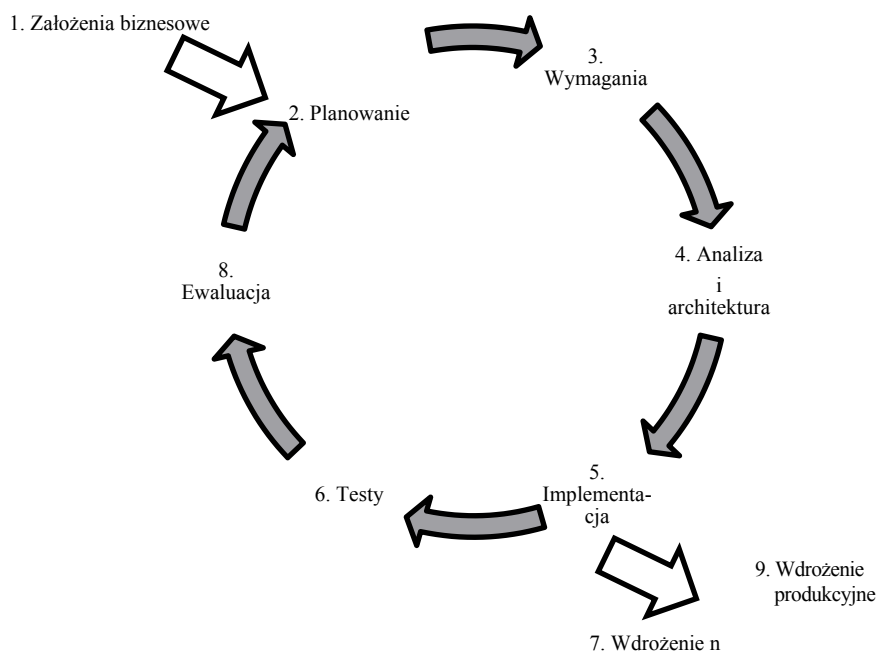 1. Założenia biznesowe
2. Planowanie
3.
Wymagania
4. Analiza
i
architektura
5.
Implementa-
cja
6. Testy
7. Wdrożenie n
8.
Ewaluacja
9. Wdrożenie
produkcyjne